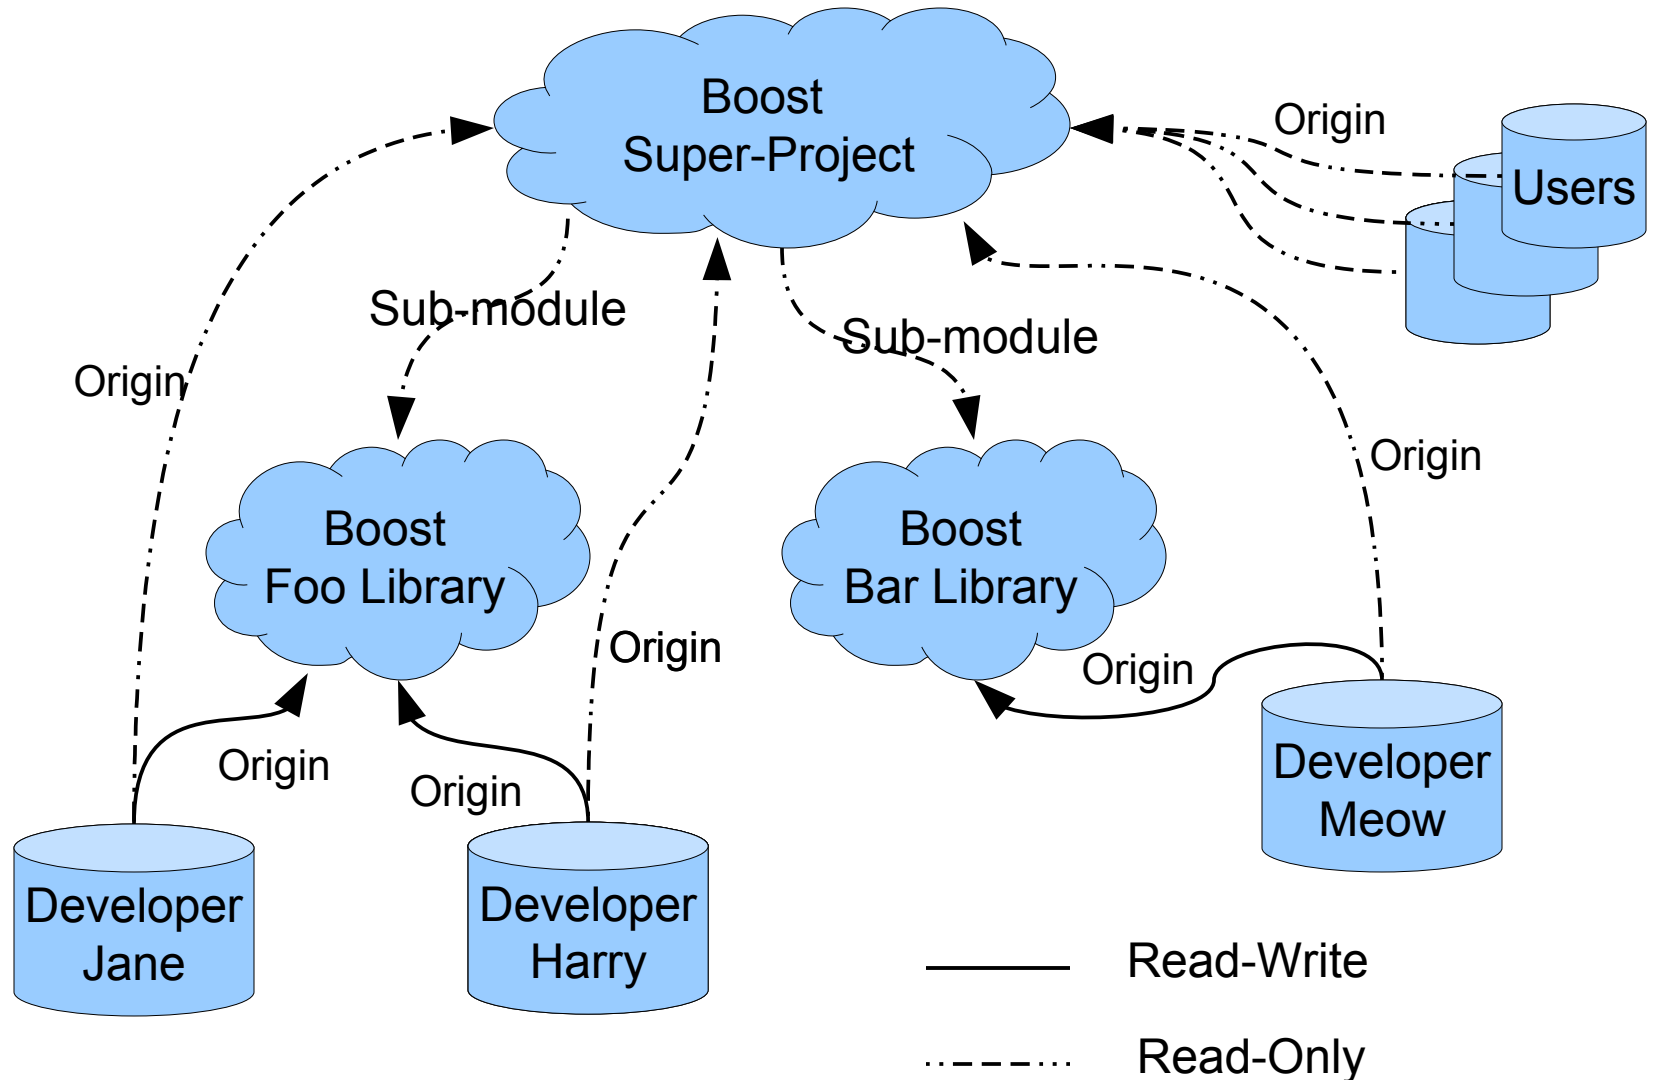 Boost
Super-Project
Origin
Users
Sub-module
Sub-module
Origin
Origin
Boost
Foo Library
Boost
Bar Library
Origin
Origin
Origin
Origin
Developer
Meow
Developer
Jane
Developer
Harry
Read-Write
Read-Only